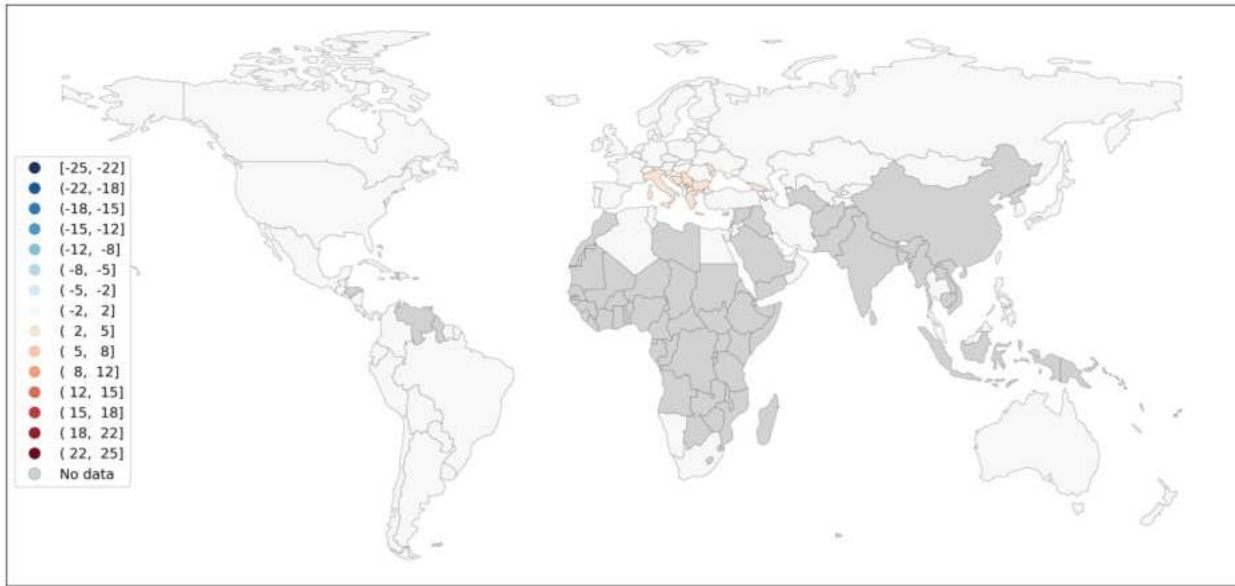 [-25, -22]
(-22, -18]
(-18, -15]
(-15, -12]
(-12, -8]
(-8, -5]
(-5, -2]
( -2, 2]
( 2, 5]
( 5, 8]
( 8, 12]
( 12, 15]
( 15, 18]
( 18, 22]
( 22, 25]
No data